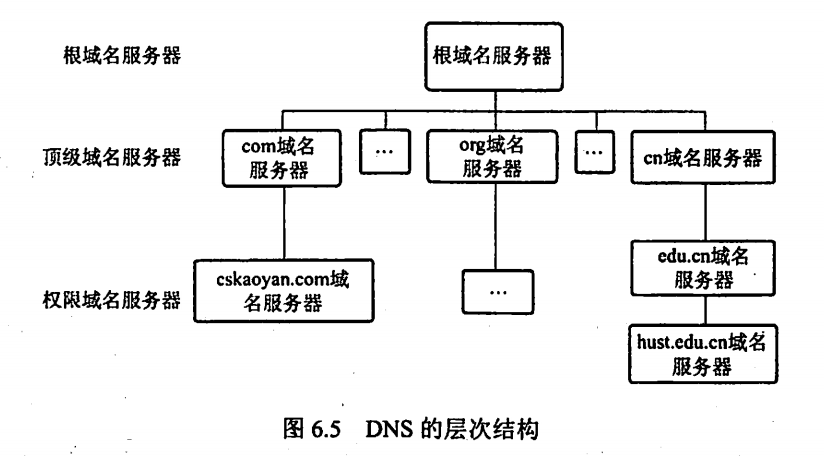 根域名服务器
根域名服务器
顶级域名服务器
com域名
服务器
...
org域名
服务器
...
cn域名服务器
权限域名服务器
cskaoyan.com域
名服务器
...
edu.cn域名
服务器
hust.edu.cn域名
服务器
图 6.5 DNS 的层次结构